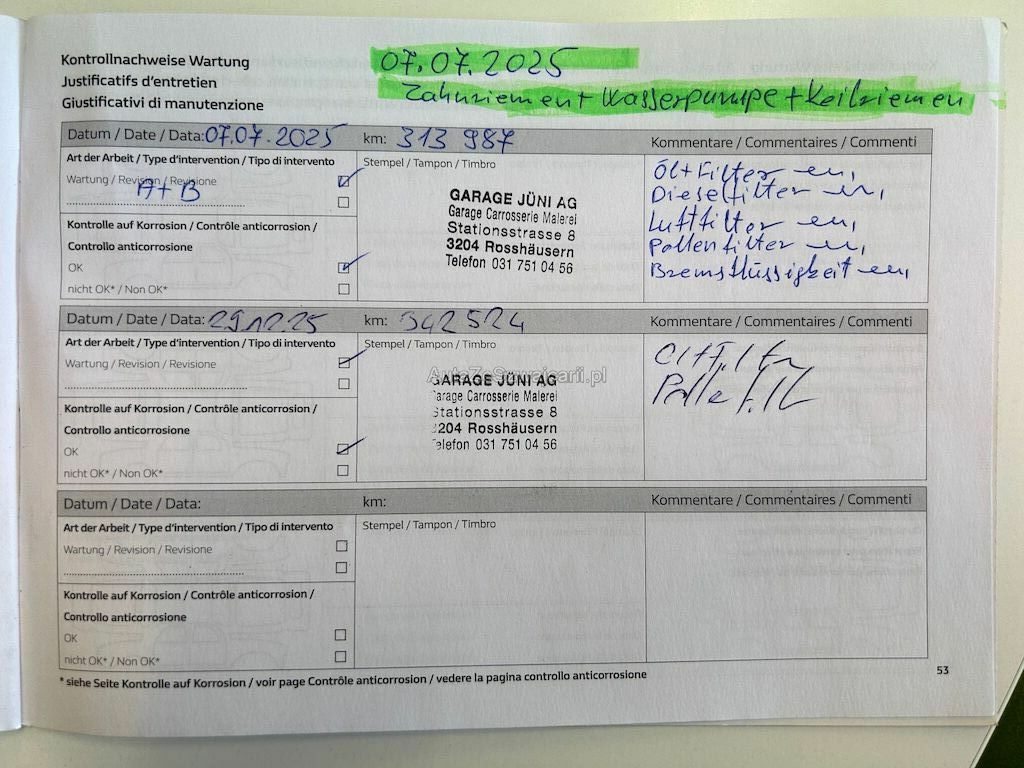 Kontrollnachweise Wartung
Justificatifs d'entretien
Giustificativi di manutenzione
07.07.2025
Zahnriemen + Wasserpumpe + Keilriemen
Datum / Date / Data: 07.07.2025 km: 313 987 Kommentare / Commentaires / Commenti
Art der Arbeit / Type d'intervention / Tipo di intervento
Wartung / Revision / Revisione
A+B
Kontrolle auf Korrosion / Contrôle anticorrosion /
Controllo anticorrosione
OK
nicht OK* / Non OK*
Stempel / Tampon / Timbro
GARAGE JÜNI AG
Garage Carrosserie Malerei
Stationsstrasse 8
3204 Rosshäusern
Telefon 031 751 04 56
Öl+Filter en,
Dieselfilter en,
Luftfilter en,
Pollenfilter en,
Bremsflüssigkeit en,
Datum / Date / Data: 29.12.25 km: 342 524 Kommentare / Commentaires / Commenti
Art der Arbeit / Type d'intervention / Tipo di intervento
Wartung / Revision / Revisione
Kontrolle auf Korrosion / Contrôle anticorrosion /
Controllo anticorrosione
OK
nicht OK* / Non OK*
Stempel / Tampon / Timbro
AutoZeSzwajcarii.pl
GARAGE JÜNI AG
Garage Carrosserie Malerei
Stationsstrasse 8
3204 Rosshäusern
Telefon 031 751 04 56
Datum / Date / Data: km: Kommentare / Commentaires / Commenti
Art der Arbeit / Type d'intervention / Tipo di intervento
Wartung / Revision / Revisione
Kontrolle auf Korrosion / Contrôle anticorrosion /
Controllo anticorrosione
OK
nicht OK* / Non OK*
Stempel / Tampon / Timbro
* siehe Seite Kontrolle auf Korrosion / voir page Contrôle anticorrosion / vedere la pagina controllo anticorrosione
53